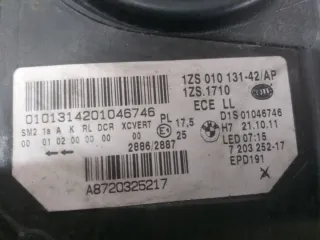 1ZS 010 131-42/AP
1ZS.1710
ECE LL
0101314201046746
D1S 01046746
SM2 1a A K RL DCR XCVERT PL 17,5
H7 21.10.11
00 01 02 00 00 00 00 E1 25
LED 07:15
2886/2887
7 203 252-17
EPD191
A8720325217